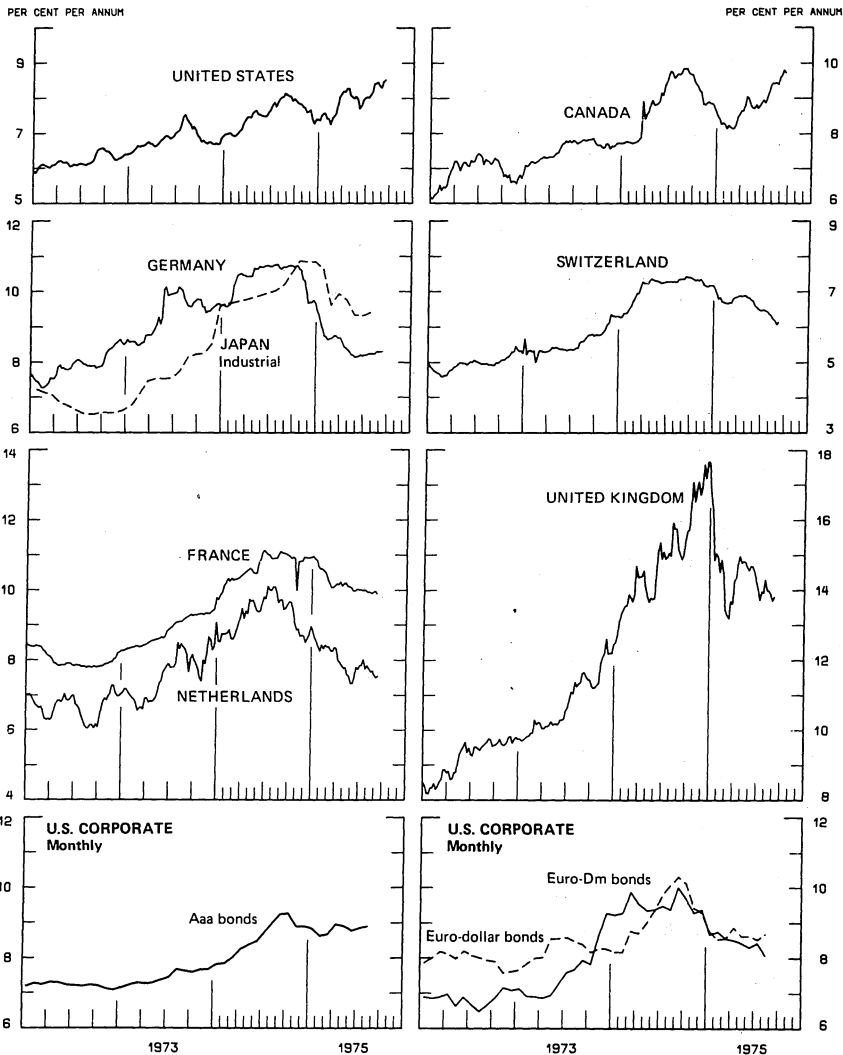 PER CENT PER ANNUM
PER CENT PER ANNUM
9
7
5
UNITED STATES
10
8
6
CANADA
12
10
8
6
GERMANY
JAPAN
Industrial
9
7
5
3
SWITZERLAND
14
12
10
8
6
4
FRANCE
NETHERLANDS
18
16
14
12
10
8
UNITED KINGDOM
12
10
8
6
U.S. CORPORATE
Monthly
Aaa bonds
1973
1975
12
10
8
6
U.S. CORPORATE
Monthly
Euro-Dm bonds
Euro-dollar bonds
1973
1975